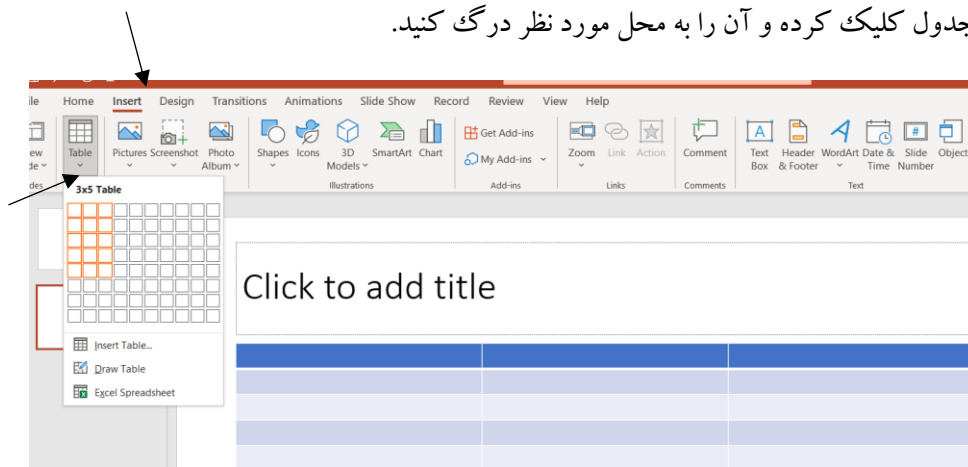 جدول کلیک کرده و آن را به محل مورد نظر درگ کنید.
Home Insert Design Transitions Animations Slide Show Record Review View Help
Table Pictures Screenshot Photo Album Shapes Icons 3D Models SmartArt Chart Get Add-ins My Add-ins Zoom Link Action Comment Text Box Header & Footer WordArt Date & Time Slide Number Object
Illustrations Add-ins Links Comments Text
3x5 Table
Insert Table...
Draw Table
Excel Spreadsheet
Click to add title